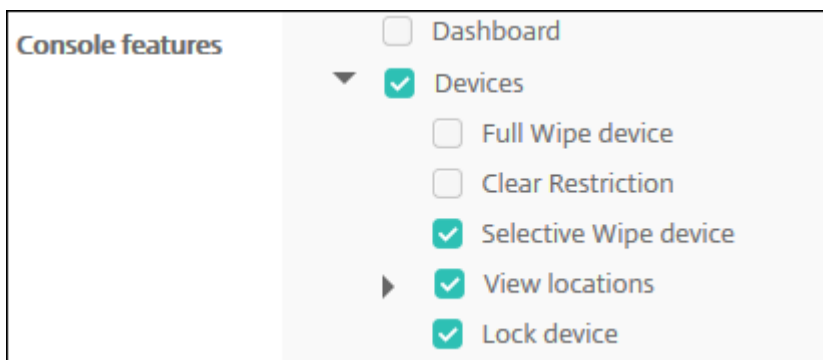 Console features
Dashboard
Devices
Full Wipe device
Clear Restriction
Selective Wipe device
View locations
Lock device